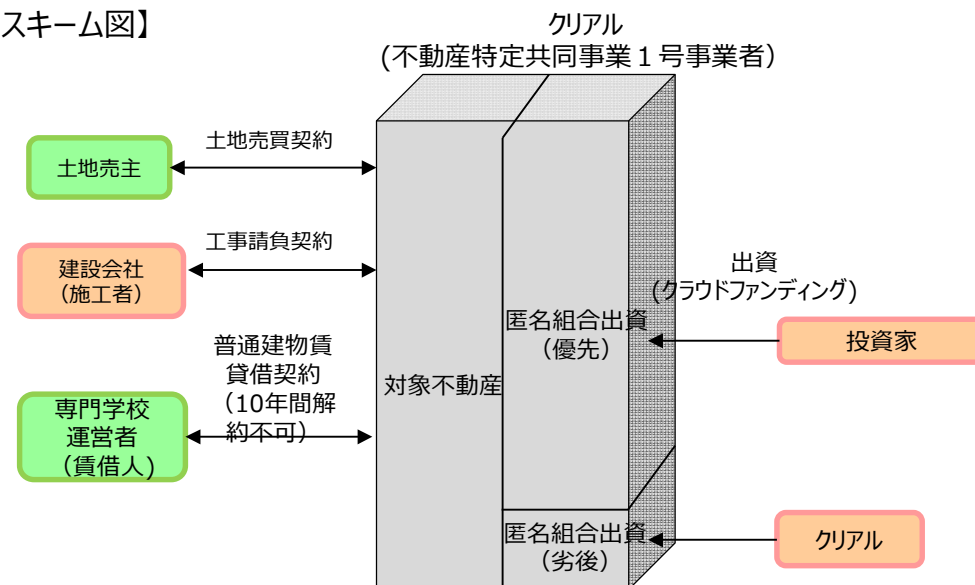 スキーム図】
クリアル
(不動産特定共同事業１号事業者）
土地売買契約
土地売主
工事請負契約
建設会社
（施工者）
出資
(クラウドファンディング)
匿名組合出資
（優先）
投資家
普通建物賃
貸借契約
（10年間解
約不可）
対象不動産
専門学校
運営者
（賃借人)
匿名組合出資
（劣後）
クリアル